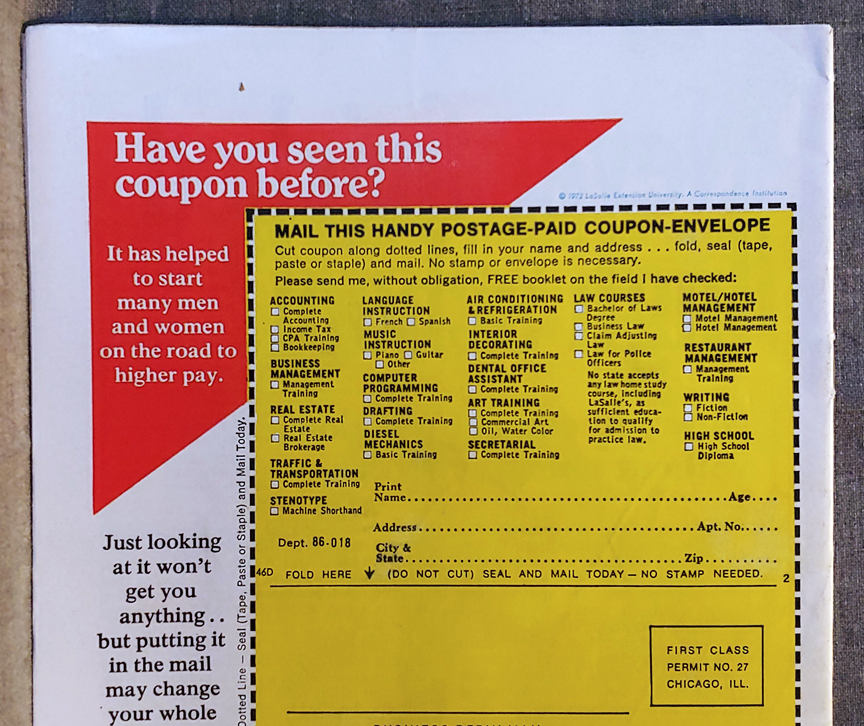 Have you seen this
coupon before?
© 1973 LaSalle Extension University. A Correspondence Institution
It has helped
to start
many men
and women
on the road to
higher pay.
Just looking
at it won't
get you
anything . .
but putting it
in the mail
may change
your whole
Dotted Line — Seal (Tape, Paste or Staple) and Mail Today.
MAIL THIS HANDY POSTAGE-PAID COUPON-ENVELOPE
Cut coupon along dotted lines, fill in your name and address . . . fold, seal (tape,
paste or staple) and mail. No stamp or envelope is necessary.
Please send me, without obligation, FREE booklet on the field I have checked:
ACCOUNTING
Complete
Accounting
Income Tax
CPA Training
Bookkeeping
BUSINESS
MANAGEMENT
Management
Training
REAL ESTATE
Complete Real
Estate
Real Estate
Brokerage
TRAFFIC &
TRANSPORTATION
Complete Training
STENOTYPE
Machine Shorthand
LANGUAGE
INSTRUCTION
French Spanish
MUSIC
INSTRUCTION
Piano Guitar
Other
COMPUTER
PROGRAMMING
Complete Training
DRAFTING
Complete Training
DIESEL
MECHANICS
Basic Training
AIR CONDITIONING
& REFRIGERATION
Basic Training
INTERIOR
DECORATING
Complete Training
DENTAL OFFICE
ASSISTANT
Complete Training
ART TRAINING
Complete Training
Commercial Art
Oil, Water Color
SECRETARIAL
Complete Training
LAW COURSES
Bachelor of Laws
Degree
Business Law
Claim Adjusting
Law
Law for Police
Officers
No state accepts
any law home study
course, including
LaSalle's, as
sufficient educa-
tion to qualify
for admission to
practice law.
MOTEL/HOTEL
MANAGEMENT
Motel Management
Hotel Management
RESTAURANT
MANAGEMENT
Management
Training
WRITING
Fiction
Non-Fiction
HIGH SCHOOL
High School
Diploma
Print
Name.......................................................Age....
Address................................................Apt. No......
Dept. 86-018
City &
State.................................................Zip..........
46D FOLD HERE ↓ (DO NOT CUT) SEAL AND MAIL TODAY — NO STAMP NEEDED. 2
FIRST CLASS
PERMIT NO. 27
CHICAGO, ILL.